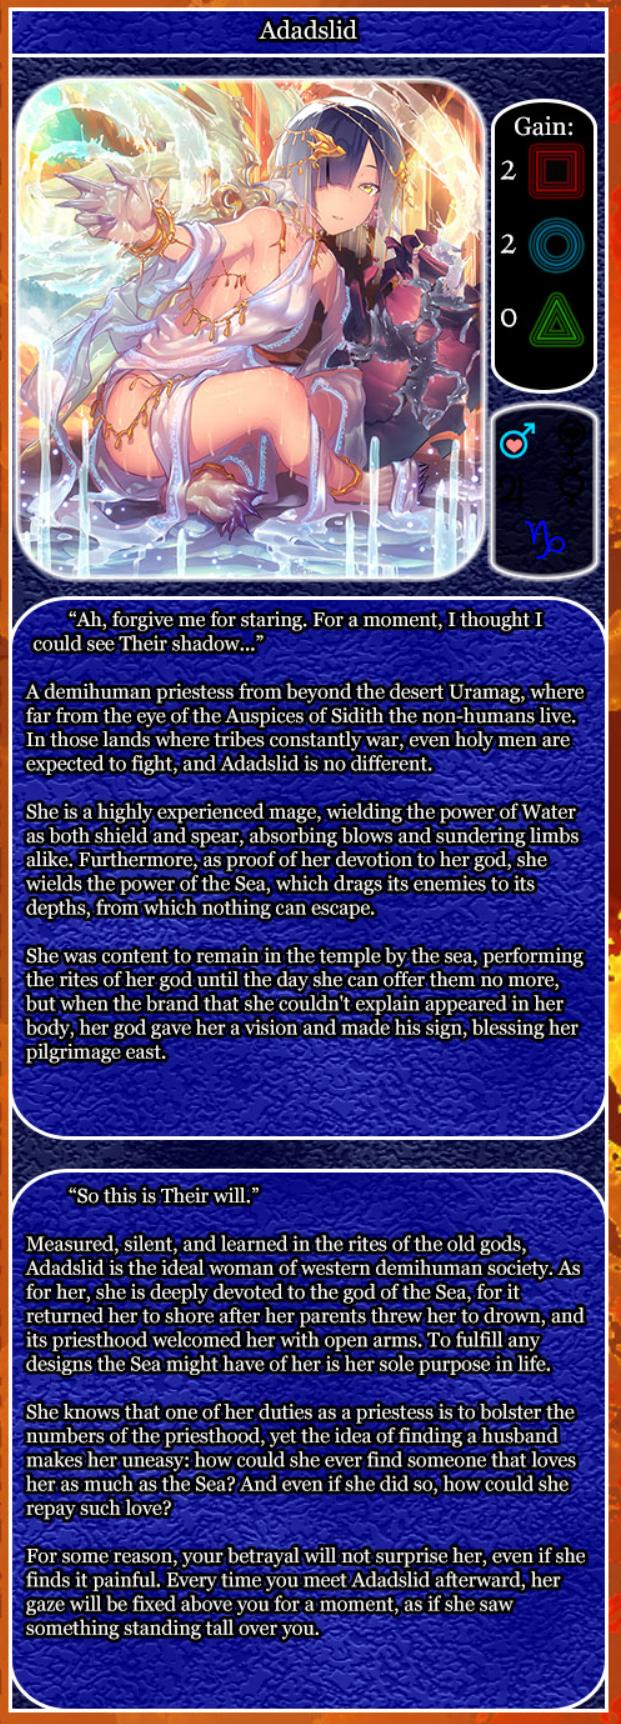 Adadslid
Gain:
2
2
0
♂
♃
☿
♑
“Ah, forgive me for staring. For a moment, I thought I
could see Their shadow...”
A demihuman priestess from beyond the desert Uramag, where
far from the eye of the Auspices of Sidith the non-humans live.
In those lands where tribes constantly war, even holy men are
expected to fight, and Adadslid is no different.
She is a highly experienced mage, wielding the power of Water
as both shield and spear, absorbing blows and sundering limbs
alike. Furthermore, as proof of her devotion to her god, she
wields the power of the Sea, which drags its enemies to its
depths, from which nothing can escape.
She was content to remain in the temple by the sea, performing
the rites of her god until the day she can offer them no more,
but when the brand that she couldn't explain appeared in her
body, her god gave her a vision and made his sign, blessing her
pilgrimage east.
“So this is Their will.”
Measured, silent, and learned in the rites of the old gods,
Adadslid is the ideal woman of western demihuman society. As
for her, she is deeply devoted to the god of the Sea, for it
returned her to shore after her parents threw her to drown, and
its priesthood welcomed her with open arms. To fulfill any
designs the Sea might have of her is her sole purpose in life.
She knows that one of her duties as a priestess is to bolster the
numbers of the priesthood, yet the idea of finding a husband
makes her uneasy: how could she ever find someone that loves
her as much as the Sea? And even if she did so, how could she
repay such love?
For some reason, your betrayal will not surprise her, even if she
finds it painful. Every time you meet Adadslid afterward, her
gaze will be fixed above you for a moment, as if she saw
something standing tall over you.